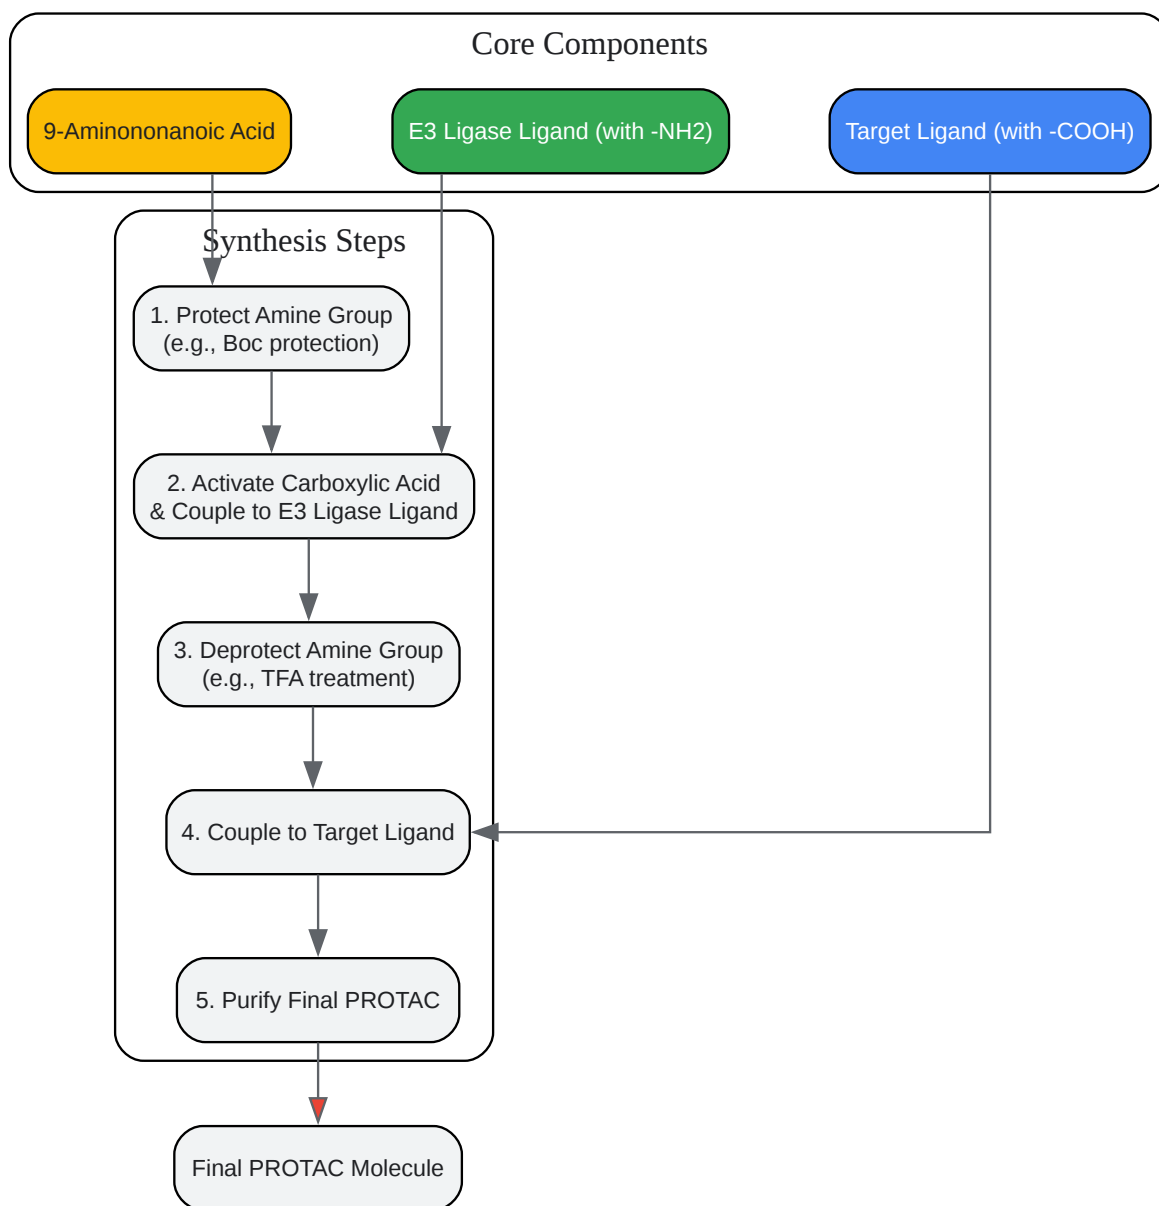 Core Components
9-Aminononanoic Acid
E3 Ligase Ligand (with -NH2)
Target Ligand (with -COOH)
Synthesis Steps
1. Protect Amine Group
(e.g., Boc protection)
2. Activate Carboxylic Acid
& Couple to E3 Ligase Ligand
3. Deprotect Amine Group
(e.g., TFA treatment)
4. Couple to Target Ligand
5. Purify Final PROTAC
Final PROTAC Molecule